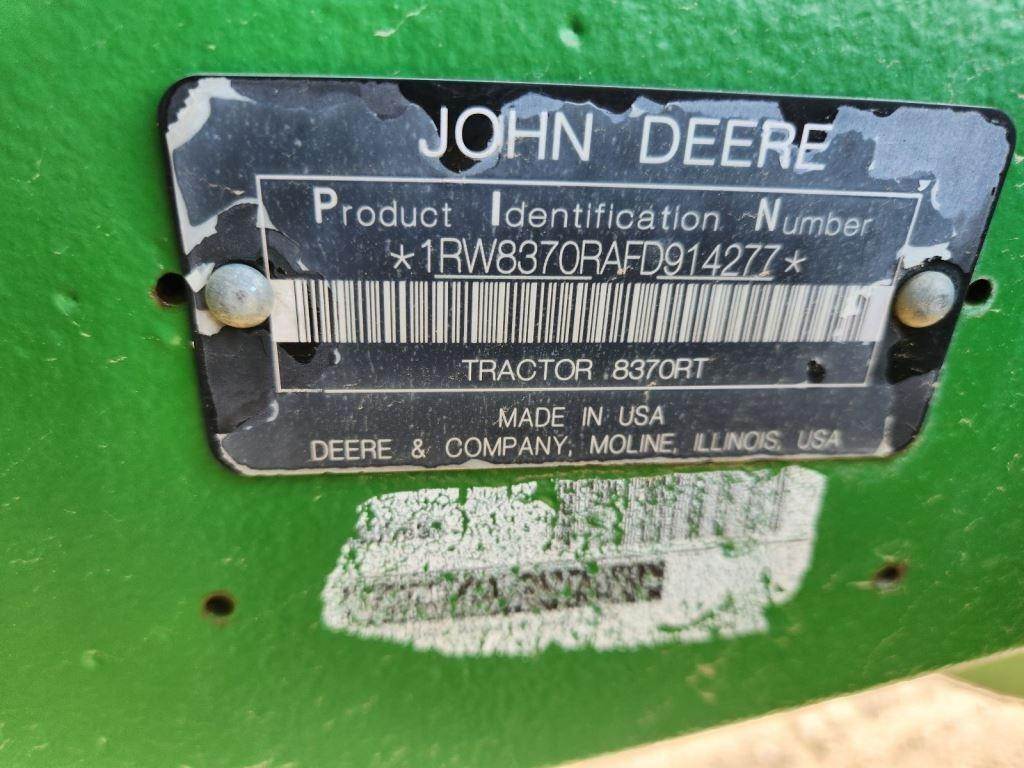 JOHN DEERE
Product Identification Number
*1RW8370RAFD914277*
TRACTOR 8370RT
MADE IN USA
DEERE & COMPANY, MOLINE, ILLINOIS, USA